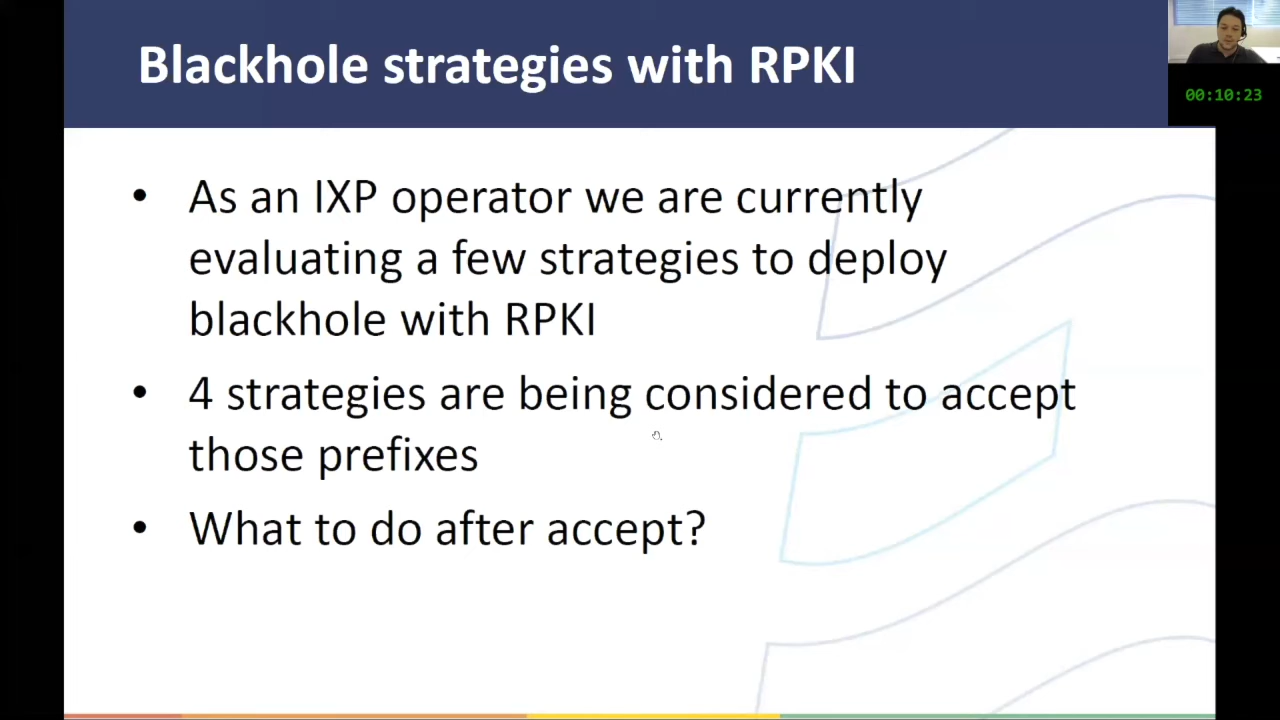 Blackhole strategies with RPKI
00:10:23
• As an IXP operator we are currently
evaluating a few strategies to deploy
blackhole with RPKI
• 4 strategies are being considered to accept
those prefixes
• What to do after accept?